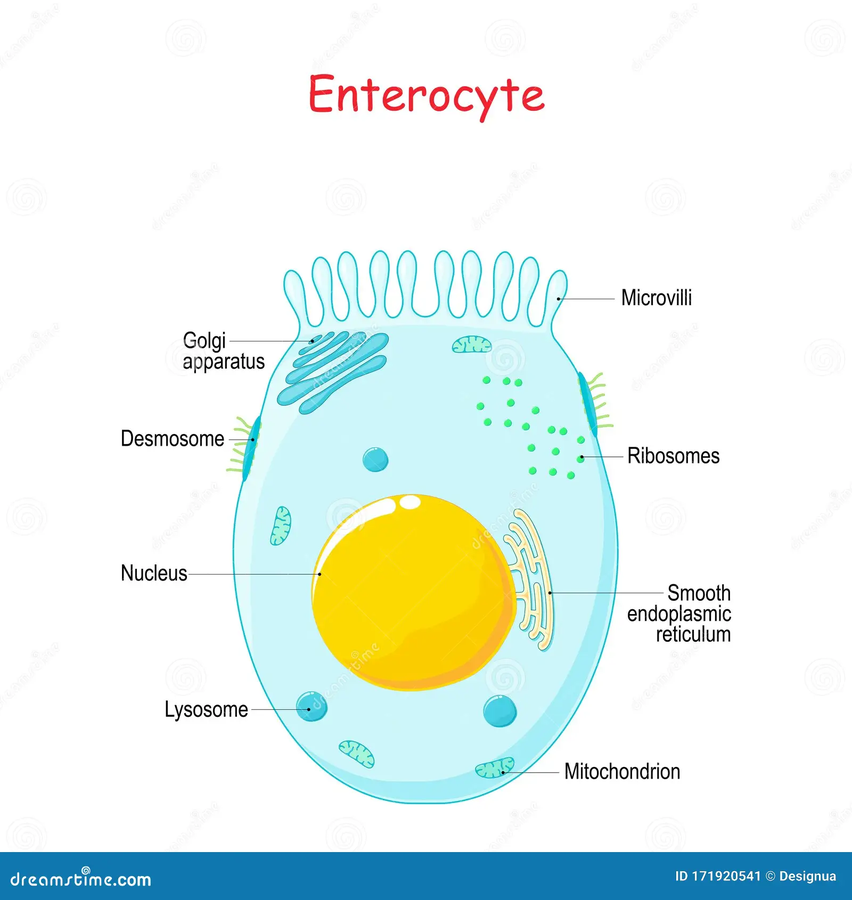 Enterocyte
Microvilli
Golgi
apparatus
Desmosome
Ribosomes
Nucleus
Smooth
endoplasmic
reticulum
Lysosome
Mitochondrion
dreamstime.com
ID 171920541 © Designua